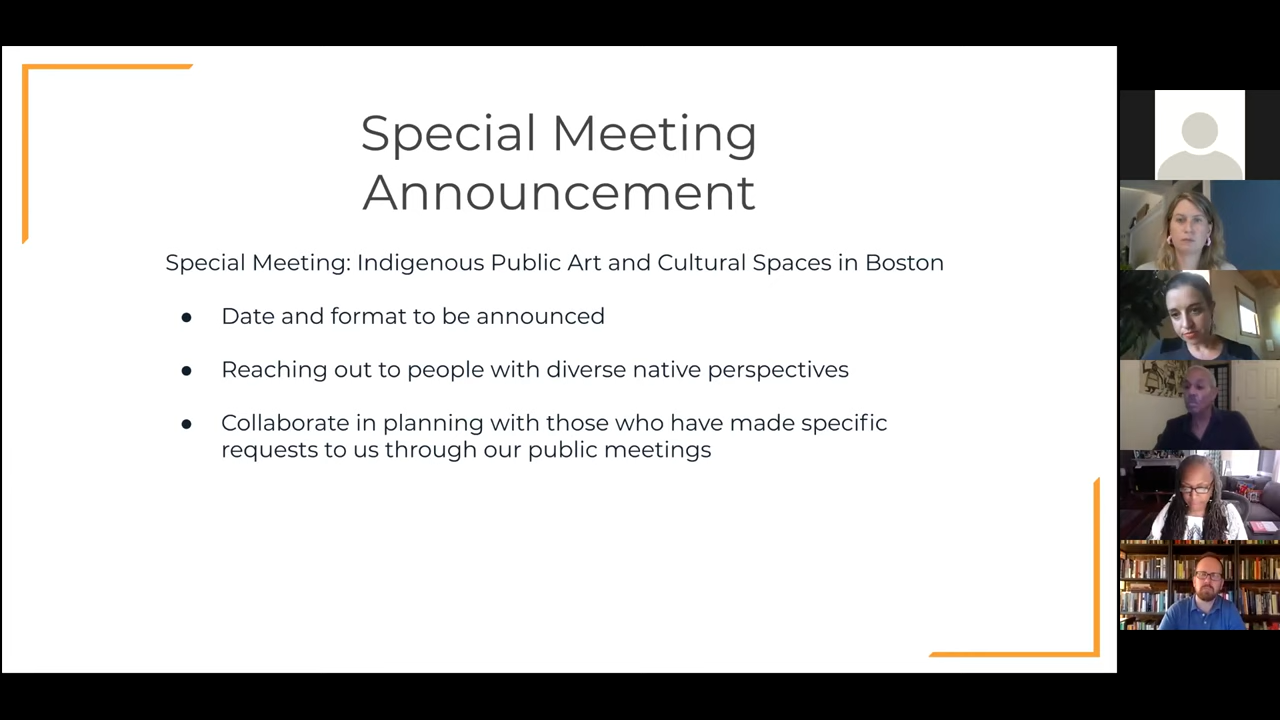 Special Meeting
Announcement
Special Meeting: Indigenous Public Art and Cultural Spaces in Boston
● Date and format to be announced
● Reaching out to people with diverse native perspectives
● Collaborate in planning with those who have made specific
requests to us through our public meetings